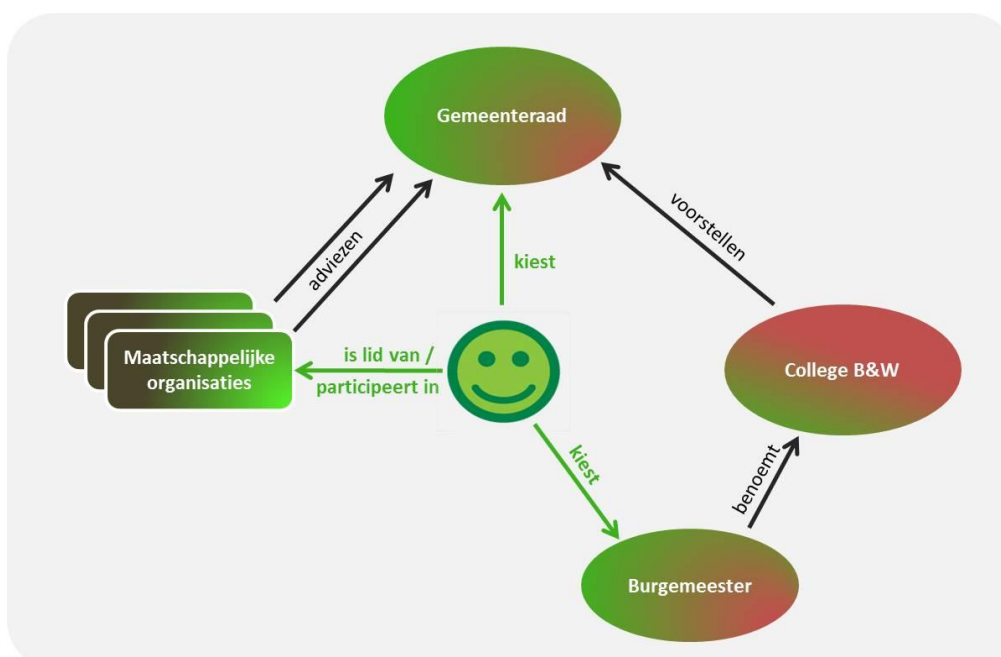 Gemeenteraad
voorstellen
adviezen
kiest
Maatschappelijke
organisaties
is lid van /
participeert in
College B&W
kiest
benoemt
Burgemeester